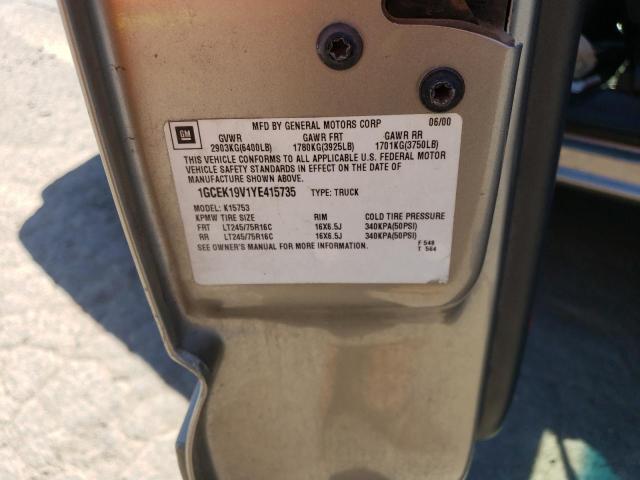 MFD BY GENERAL MOTORS CORP 06/00
GM
GVWR GAWR FRT GAWR RR
2903KG(6400LB) 1780KG(3925LB) 1701KG(3750LB)
THIS VEHICLE CONFORMS TO ALL APPLICABLE U.S. FEDERAL MOTOR
VEHICLE SAFETY STANDARDS IN EFFECT ON THE DATE OF
MANUFACTURE SHOWN ABOVE.
1GCEK19V1YE415735 TYPE: TRUCK
MODEL: K15753
KPMW TIRE SIZE RIM COLD TIRE PRESSURE
FRT LT245/75R16C 16X6.5J 340KPA(50PSI)
RR LT245/75R16C 16X6.5J 340KPA(50PSI)
SEE OWNER'S MANUAL FOR MORE INFORMATION.
F 548
T 564